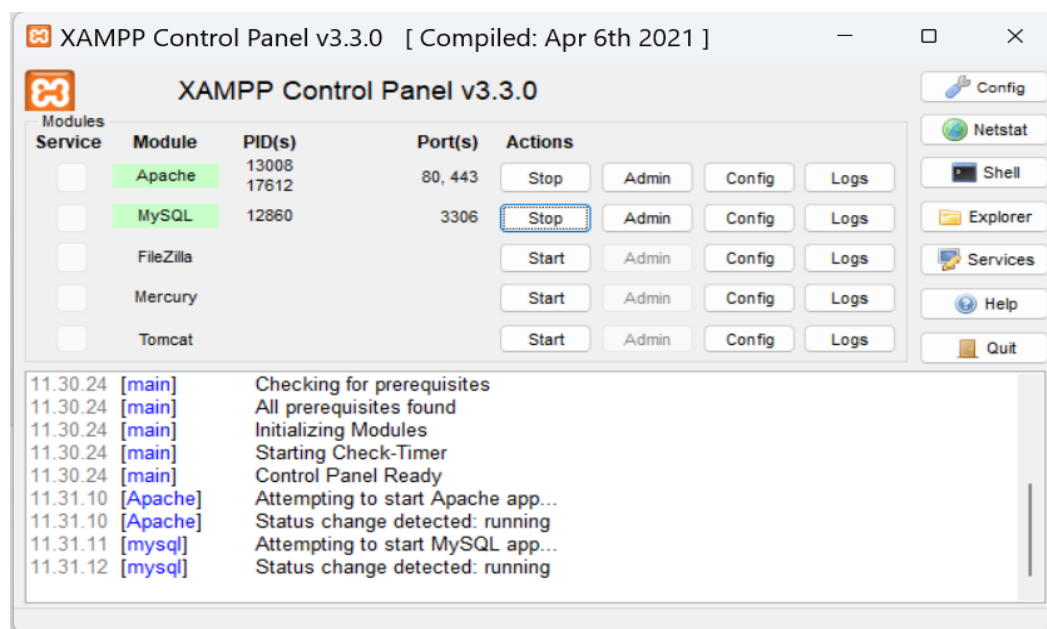 XAMPP Control Panel v3.3.0 [ Compiled: Apr 6th 2021 ]
XAMPP Control Panel v3.3.0
Config
Modules
Netstat
Service Module PID(s) Port(s) Actions
Apache 13008 17612 80, 443 Stop Admin Config Logs
Shell
MySQL 12860 3306 Stop Admin Config Logs
Explorer
FileZilla Start Admin Config Logs
Services
Mercury Start Admin Config Logs
Help
Tomcat Start Admin Config Logs
Quit
11.30.24 [main] Checking for prerequisites
11.30.24 [main] All prerequisites found
11.30.24 [main] Initializing Modules
11.30.24 [main] Starting Check-Timer
11.30.24 [main] Control Panel Ready
11.31.10 [Apache] Attempting to start Apache app...
11.31.10 [Apache] Status change detected: running
11.31.11 [mysql] Attempting to start MySQL app...
11.31.12 [mysql] Status change detected: running